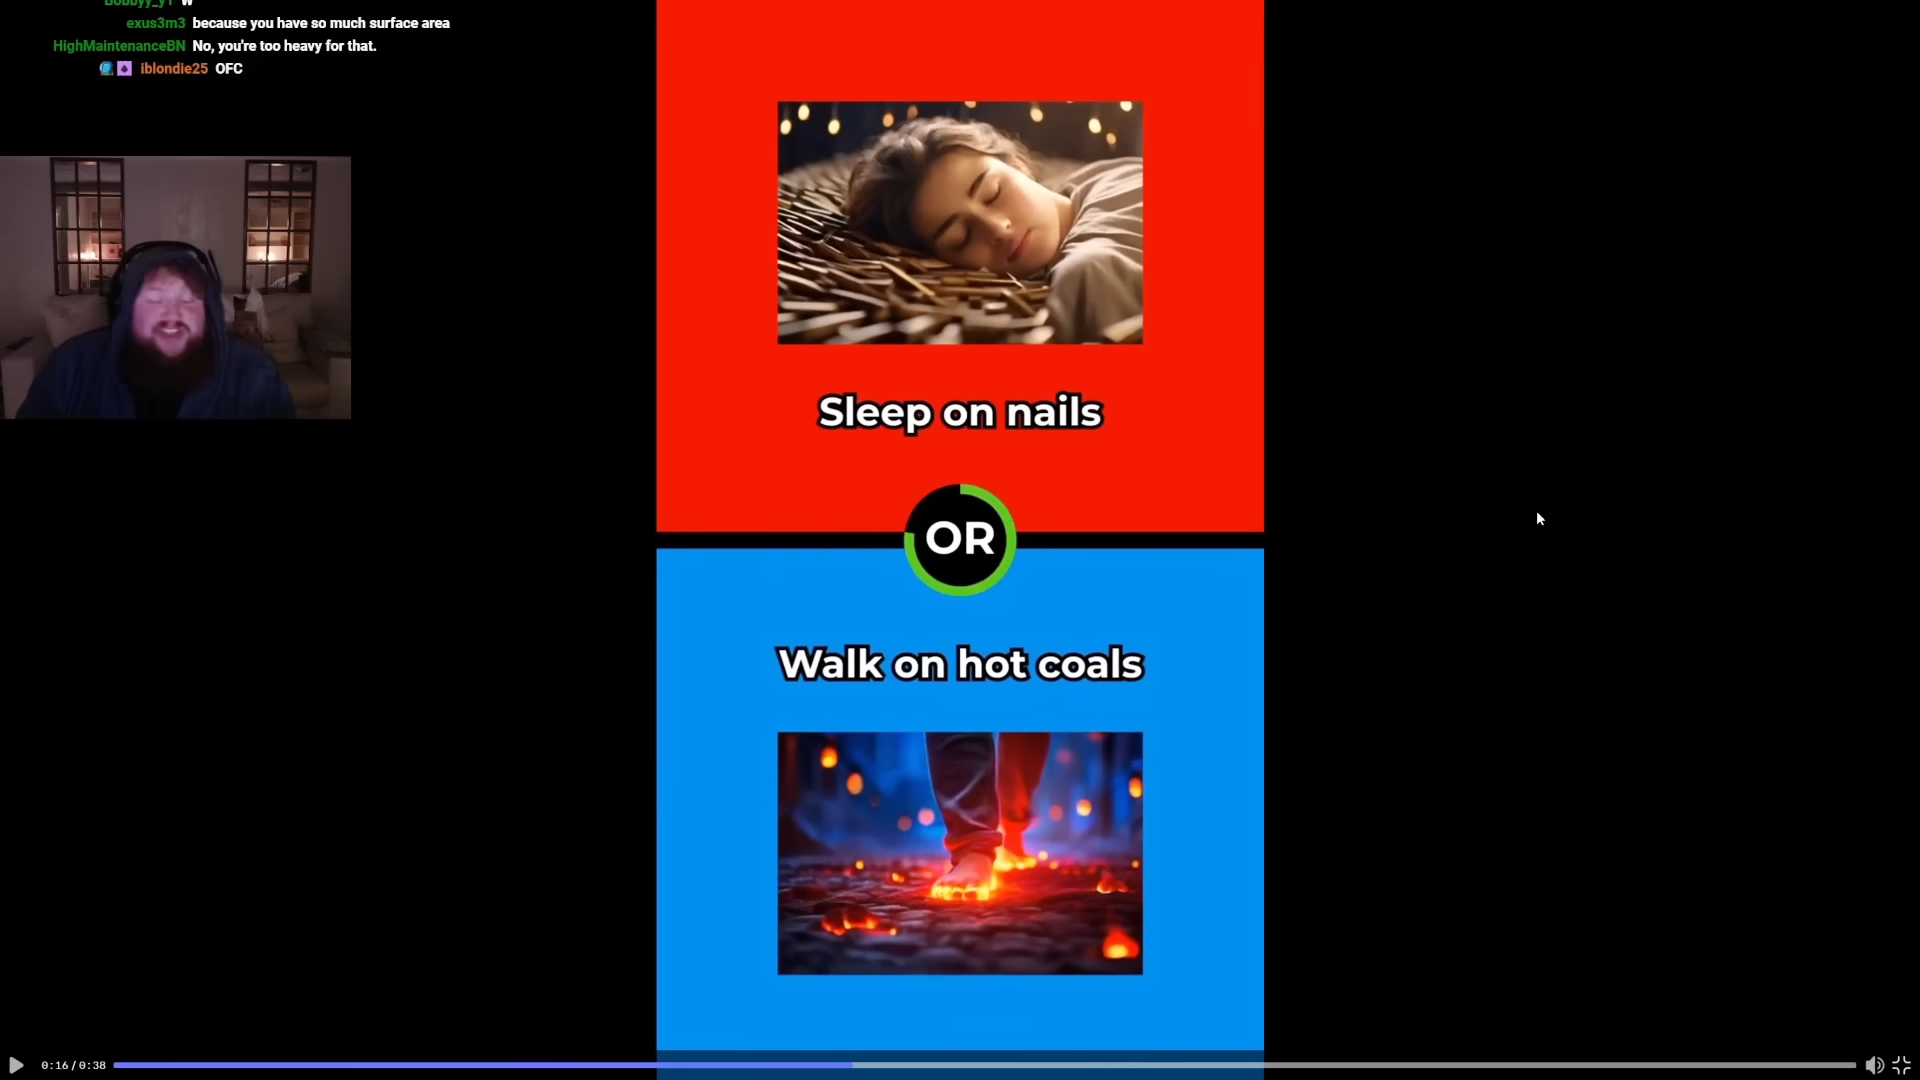 Bobbyy_yT W
exus3m3 because you have so much surface area
HighMaintenanceBN No, you're too heavy for that.
iblondie25 OFC
Sleep on nails
OR
Walk on hot coals
0:16/0:38